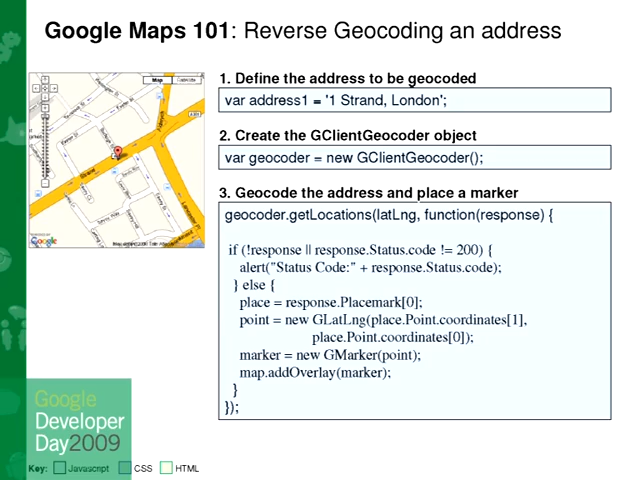 Google Maps 101: Reverse Geocoding an address
1. Define the address to be geocoded
var address1 = '1 Strand, London';
2. Create the GClientGeocoder object
var geocoder = new GClientGeocoder();
3. Geocode the address and place a marker
geocoder.getLocations(latLng, function(response) {
if (!response || response.Status.code != 200) {
alert("Status Code:" + response.Status.code);
} else {
place = response.Placemark[0];
point = new GLatLng(place.Point.coordinates[1],
place.Point.coordinates[0]);
marker = new GMarker(point);
map.addOverlay(marker);
}
});
Map
Strand
Google
Google
Developer
Day2009
Key: Javascript CSS HTML